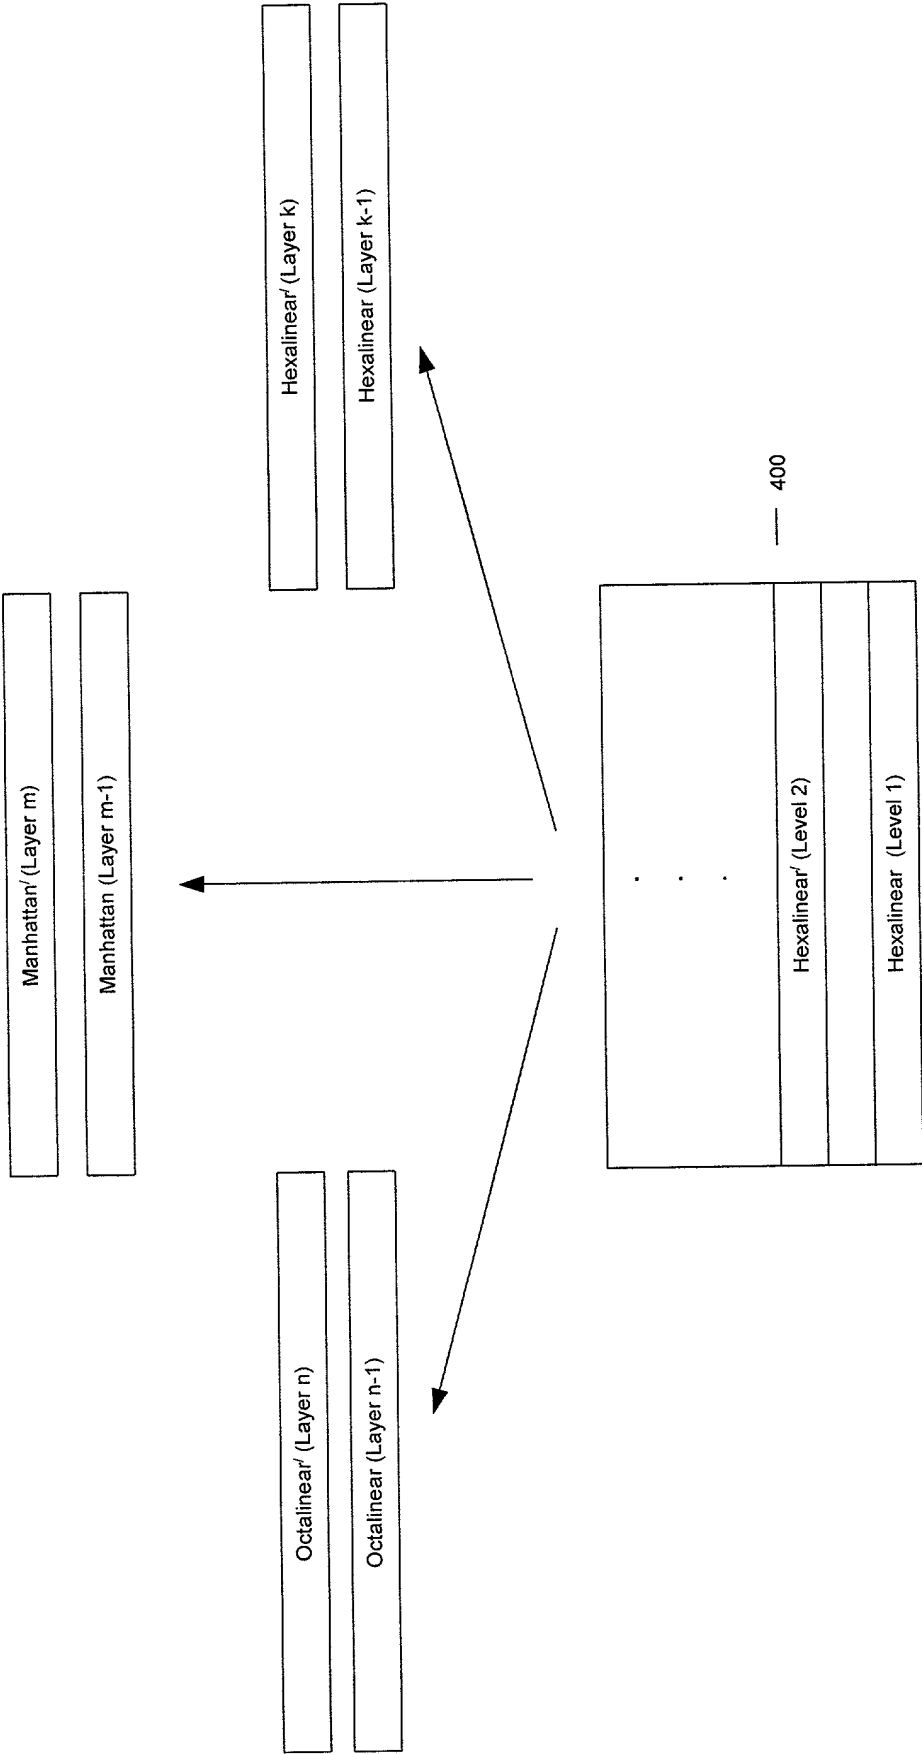 Manhattan′ (Layer m)
Manhattan (Layer m-1)
Octalinear′ (Layer n)
Octalinear (Layer n-1)
Hexalinear′ (Layer k)
Hexalinear (Layer k-1)
. . .
Hexalinear′ (Level 2)
Hexalinear (Level 1)
400